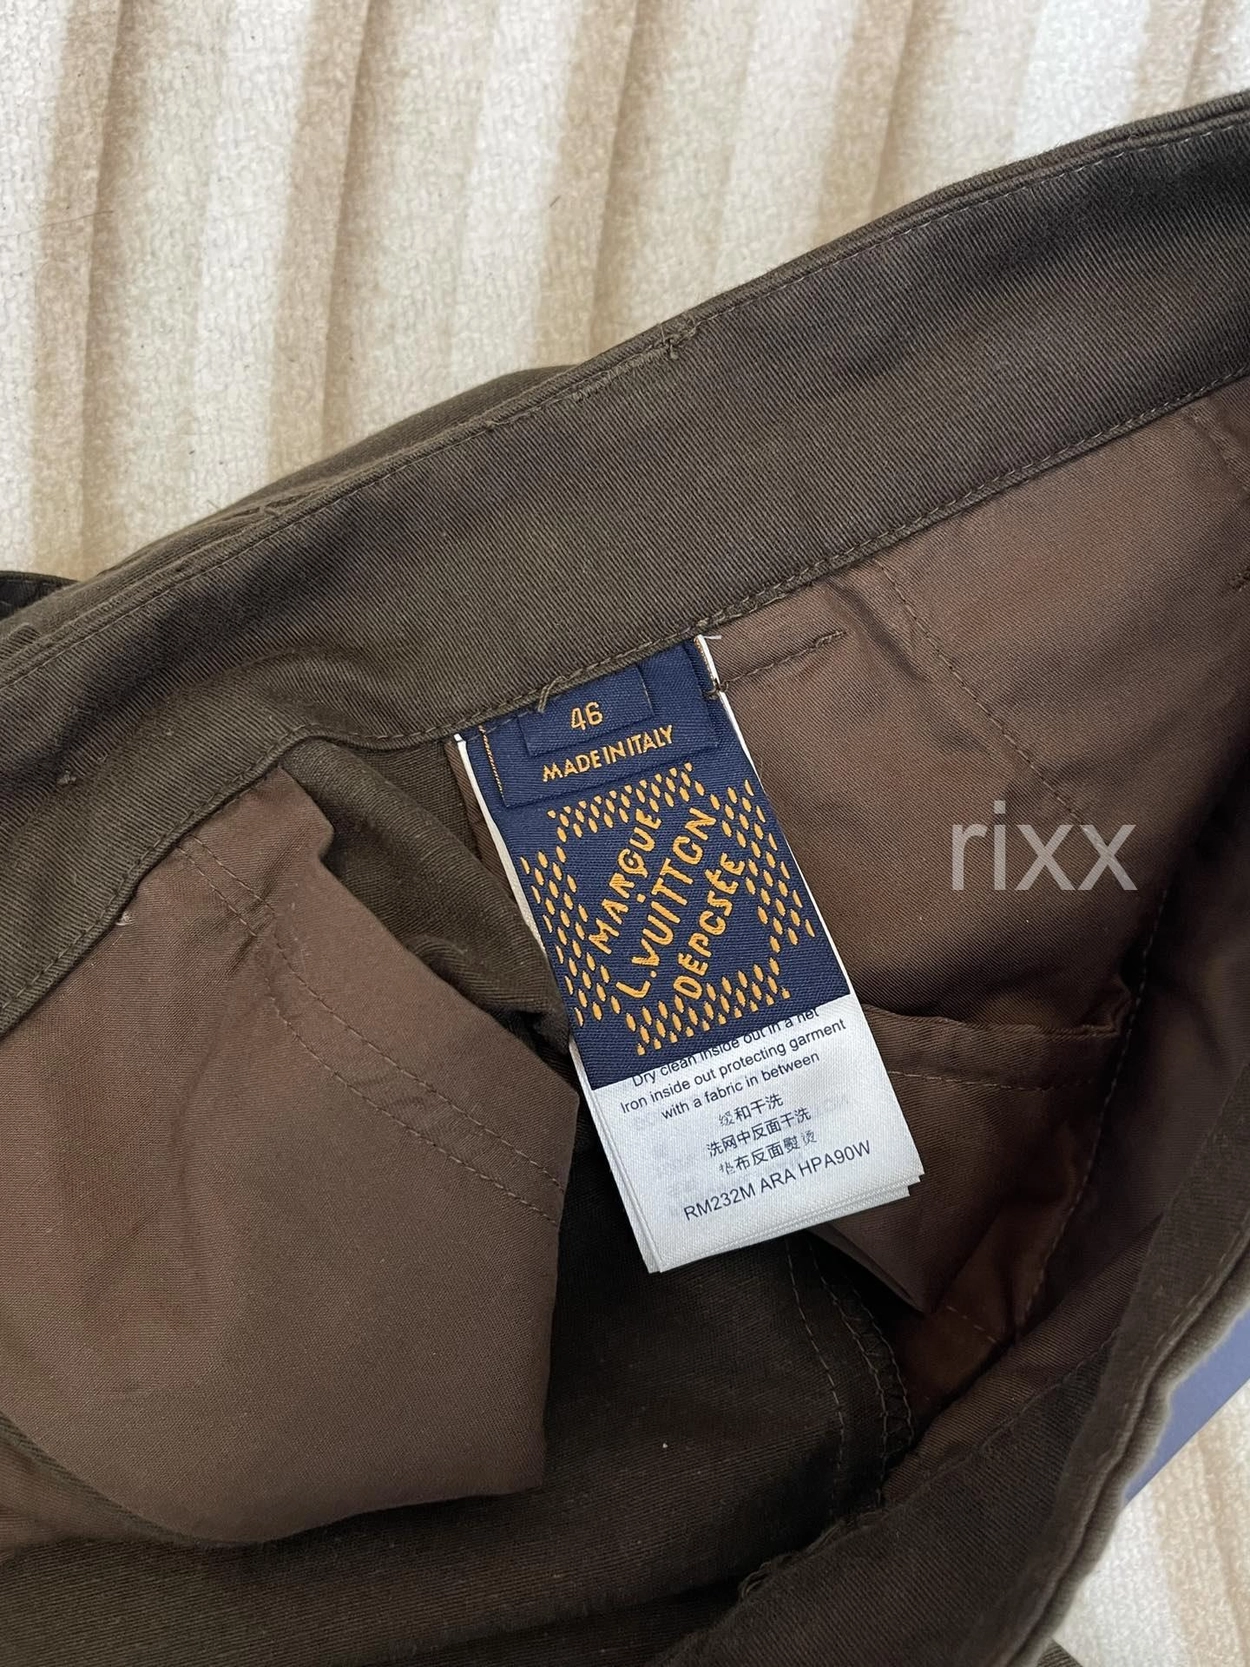 46
MADE IN ITALY
MARQUE
L.VUITTON
DÉPOSÉE
rixx
Dry clean inside out in a net
Iron inside out protecting garment
with a fabric in between
缓和干洗
洗网中反面干洗
垫布反面熨烫
RM232M ARA HPA90W